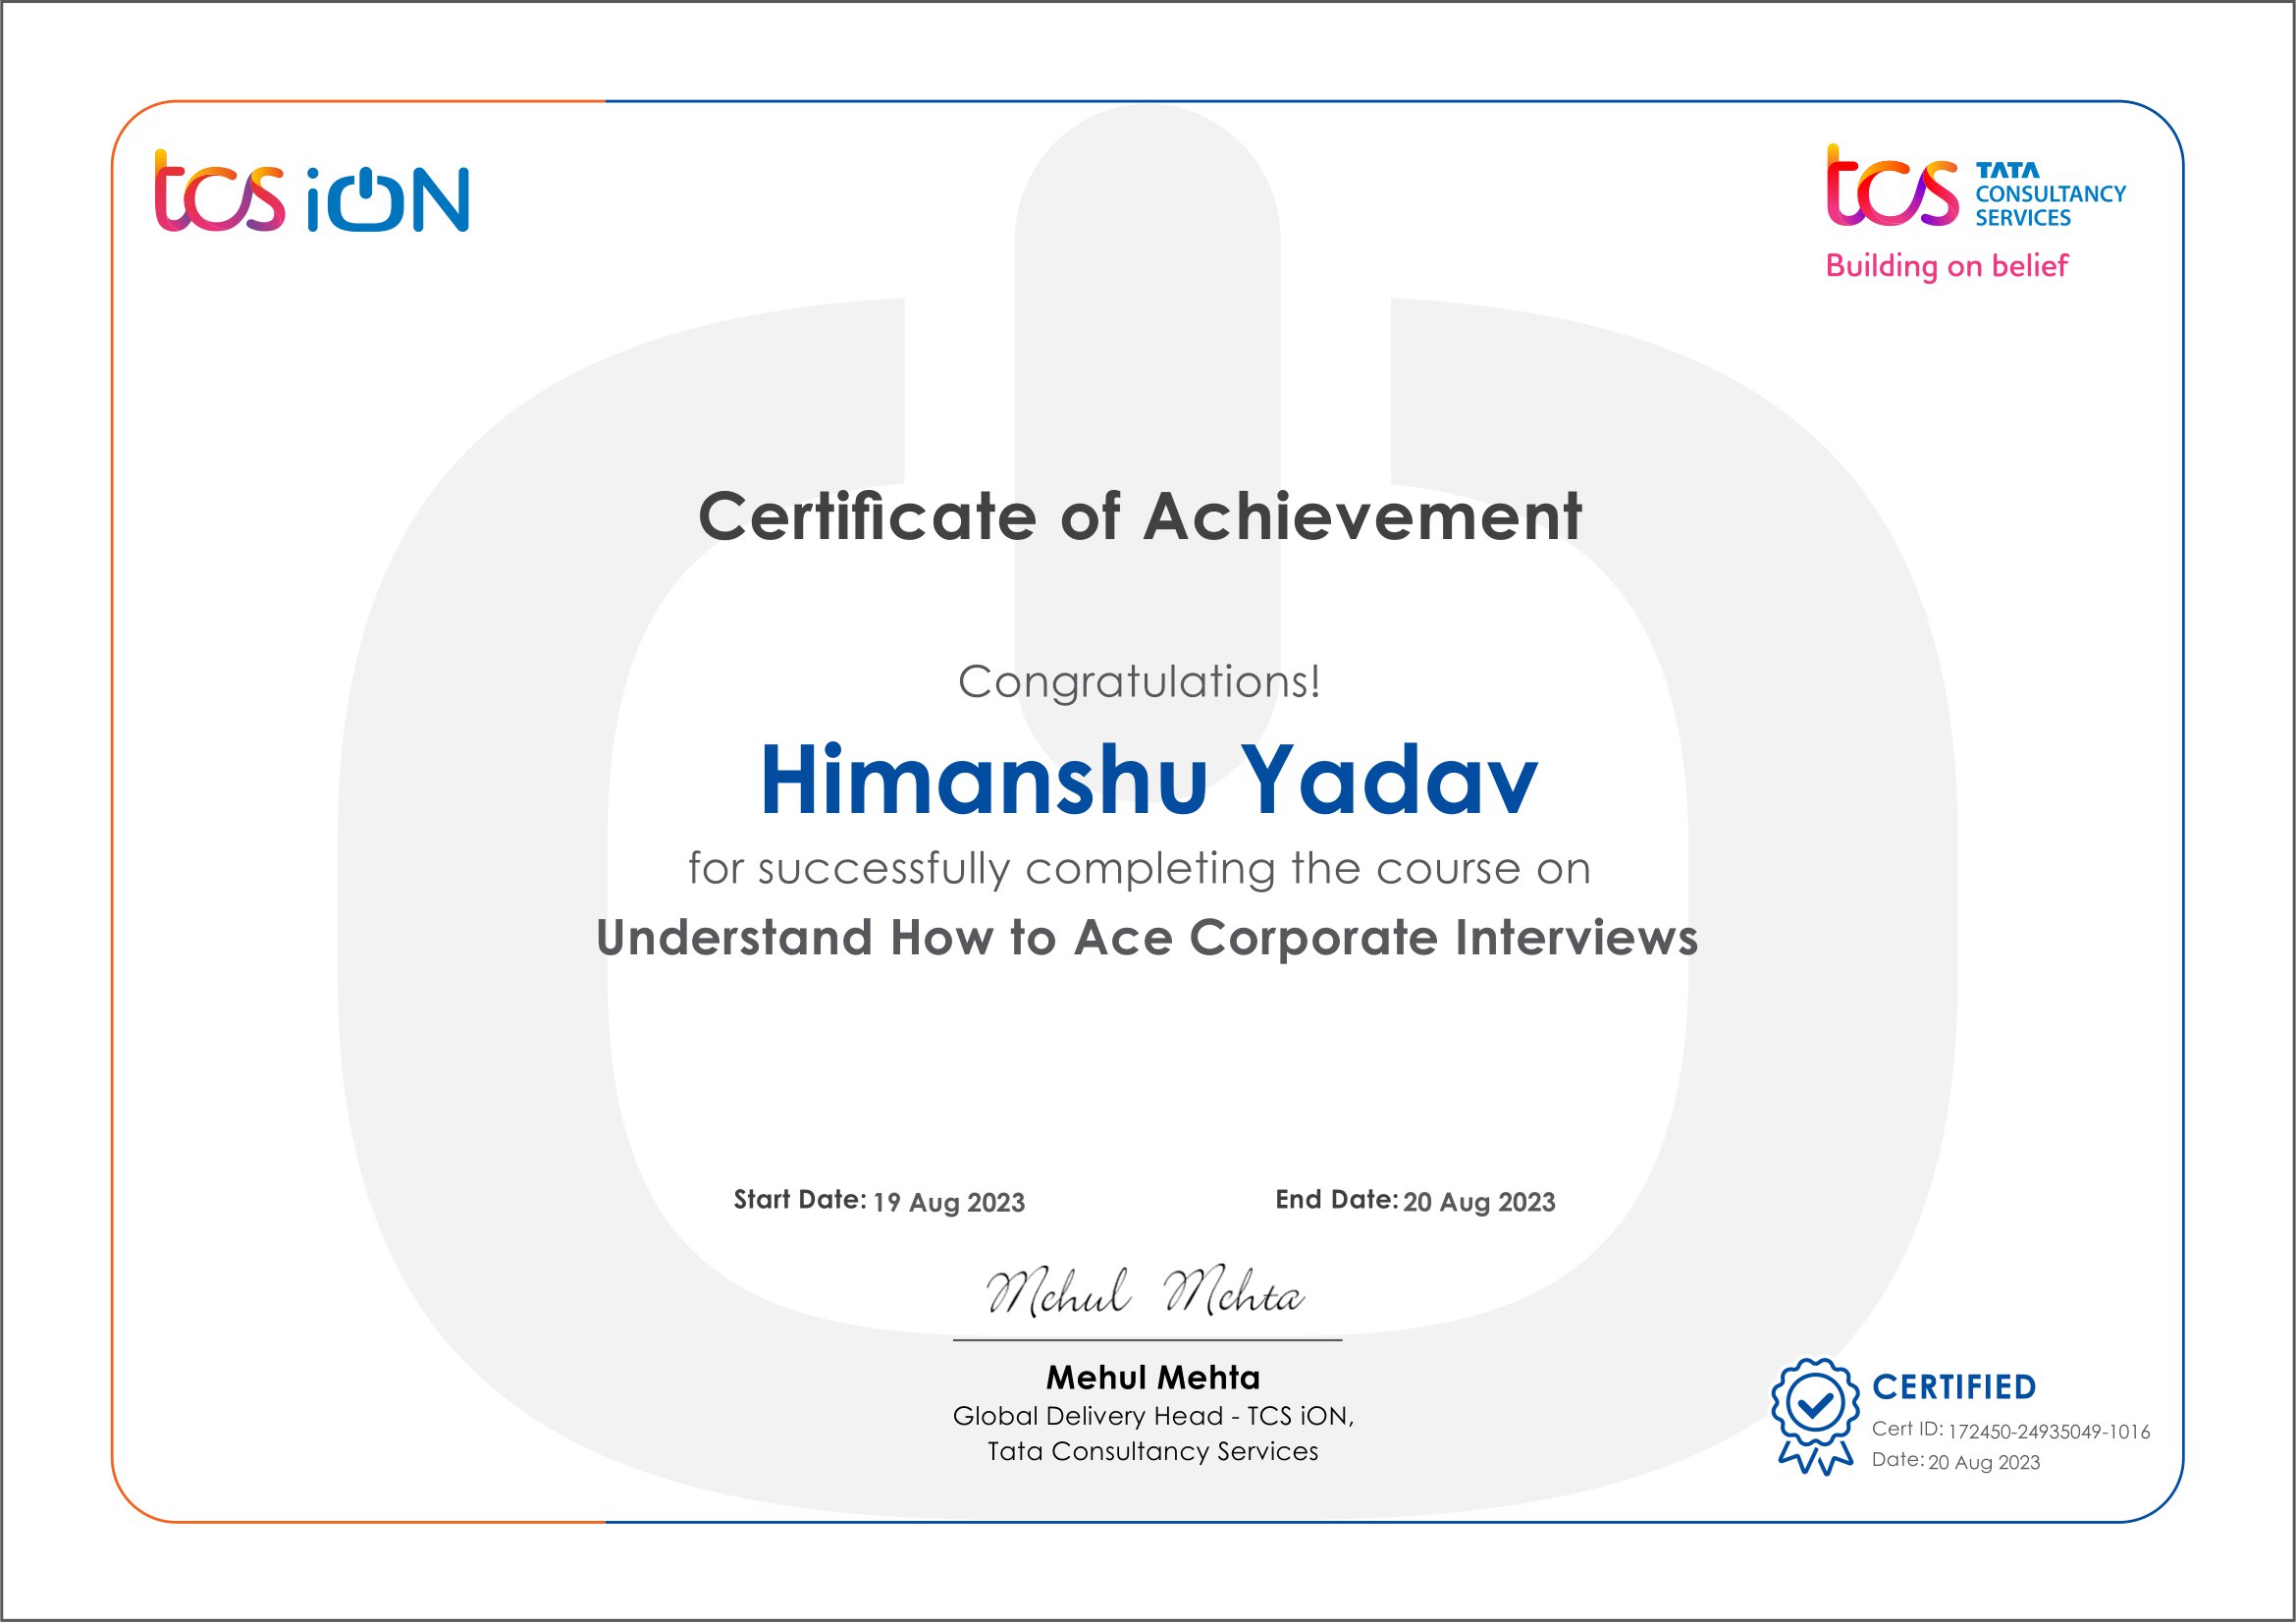 tcs iON
tcs TATA
CONSULTANCY
SERVICES
Building on belief
Certificate of Achievement
Congratulations!
Himanshu Yadav
for successfully completing the course on
Understand How to Ace Corporate Interviews
Start Date: 19 Aug 2023 End Date: 20 Aug 2023
Mehul Mehta
Mehul Mehta
Global Delivery Head - TCS iON,
Tata Consultancy Services
CERTIFIED
Cert ID: 172450-24935049-1016
Date: 20 Aug 2023